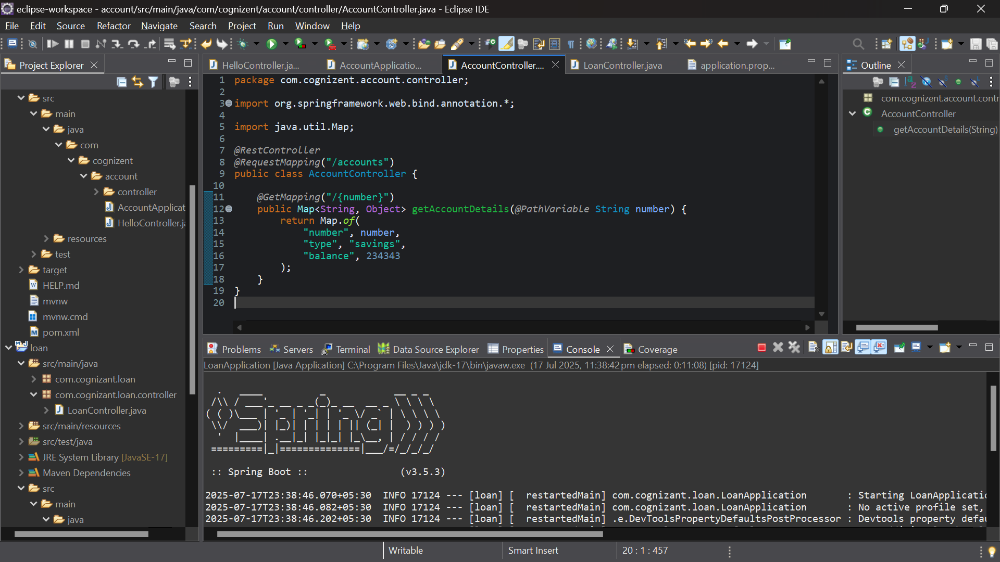 eclipse-workspace - account/src/main/java/com/cognizent/account/controller/AccountController.java - Eclipse IDE
File Edit Source Refactor Navigate Search Project Run Window Help
Project Explorer
src
main
java
com
cognizent
account
controller
AccountApplicat
HelloController.ja
resources
test
target
HELP.md
mvnw
mvnw.cmd
pom.xml
loan
src/main/java
com.cognizant.loan
com.cognizant.loan.controller
LoanController.java
src/main/resources
src/test/java
JRE System Library [JavaSE-17]
Maven Dependencies
src
main
java
HelloController.ja... AccountApplicatio... AccountController.... LoanController.java application.prop...
1 package com.cognizent.account.controller;
2
3 import org.springframework.web.bind.annotation.*;
4
5 import java.util.Map;
6
7 @RestController
8 @RequestMapping("/accounts")
9 public class AccountController {
10
11 @GetMapping("/{number}")
12 public Map<String, Object> getAccountDetails(@PathVariable String number) {
13 return Map.of(
14 "number", number,
15 "type", "savings",
16 "balance", 234343
17 );
18 }
19 }
20
Outline
com.cognizent.account.contr
AccountController
getAccountDetails(String)
Problems Servers Terminal Data Source Explorer Properties Console Coverage
LoanApplication [Java Application] C:\Program Files\Java\jdk-17\bin\javaw.exe (17 Jul 2025, 11:38:42 pm elapsed: 0:11:08) [pid: 17124]
  .   ____          _            __ _ _
 /\\ / ___'_ __ _ _(_)_ __  __ _ \ \ \ \
( ( )\___ | '_ | '_| | '_ \/ _` | \ \ \ \
 \\/  ___)| |_)| | | | | || (_| |  ) ) ) )
  '  |____| .__|_| |_|_| |_\__, | / / / /
 =========|_|==============|___/=/_/_/_/
:: Spring Boot :: (v3.5.3)
2025-07-17T23:38:46.070+05:30 INFO 17124 --- [loan] [ restartedMain] com.cognizant.loan.LoanApplication : Starting LoanApplicatic
2025-07-17T23:38:46.082+05:30 INFO 17124 --- [loan] [ restartedMain] com.cognizant.loan.LoanApplication : No active profile set,
2025-07-17T23:38:46.202+05:30 INFO 17124 --- [loan] [ restartedMain] .e.DevToolsPropertyDefaultsPostProcessor : Devtools property defau
Writable Smart Insert 20 : 1 : 457